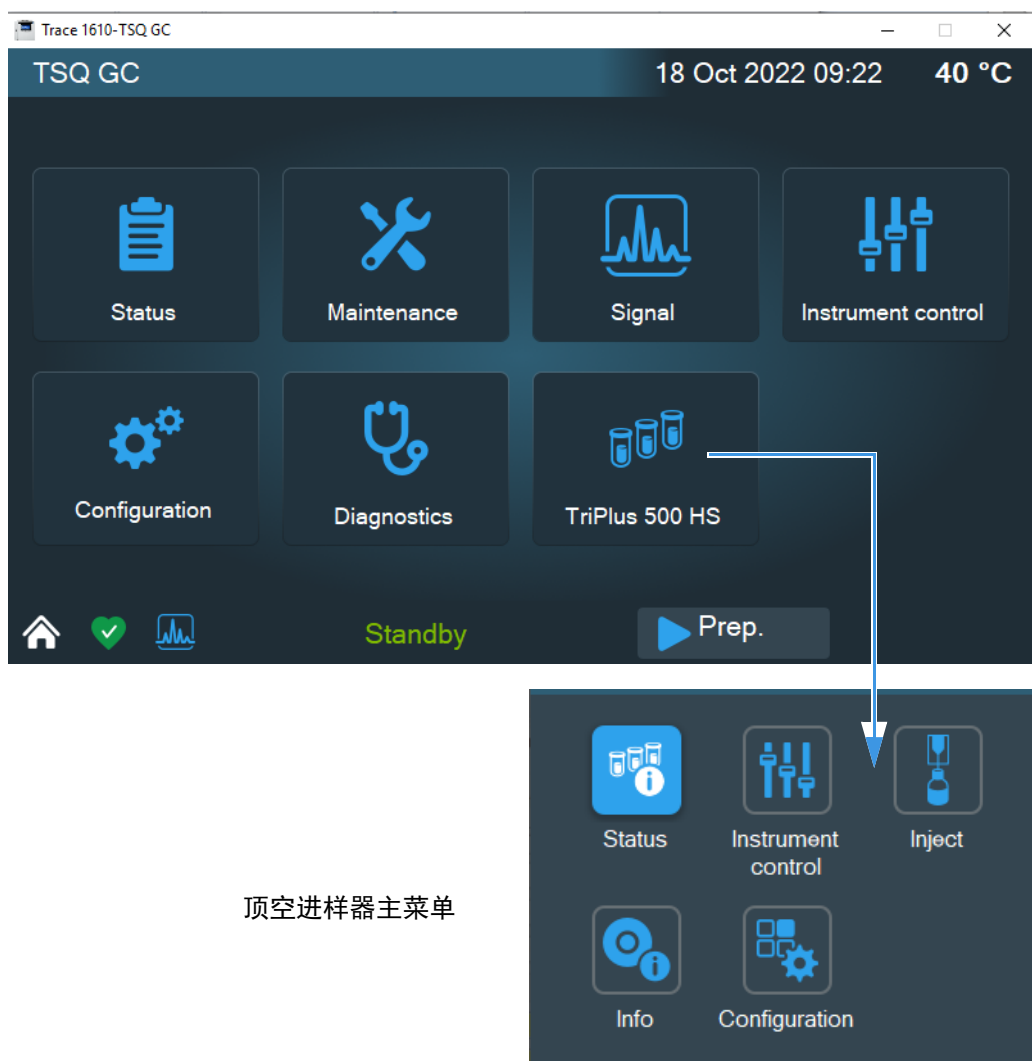 Trace 1610-TSQ GC
TSQ GC
18 Oct 2022 09:22
40 °C
Status
Maintenance
Signal
Instrument control
Configuration
Diagnostics
TriPlus 500 HS
Standby
Prep.
Status
Instrument
control
Inject
顶空进样器主菜单
Info
Configuration